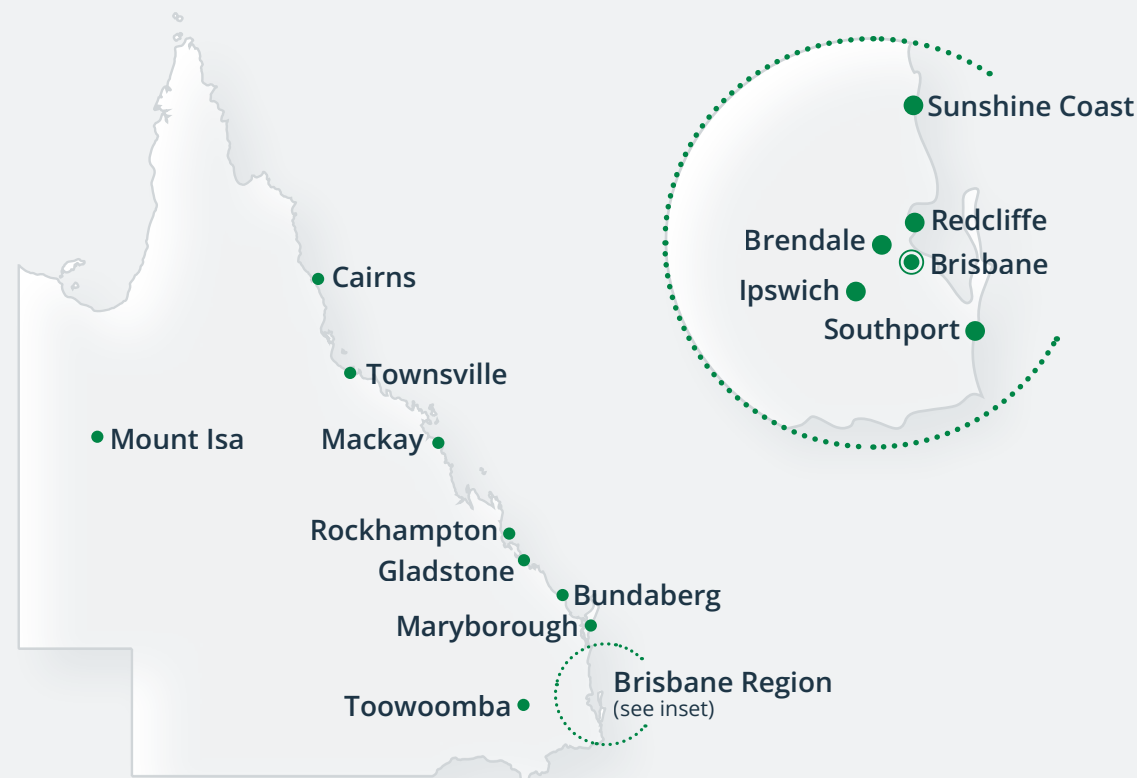 Sunshine Coast
Redcliffe
Brendale
Brisbane
Ipswich
Southport
Cairns
Townsville
Mount Isa
Mackay
Rockhampton
Gladstone
Bundaberg
Maryborough
Brisbane Region
(see inset)
Toowoomba